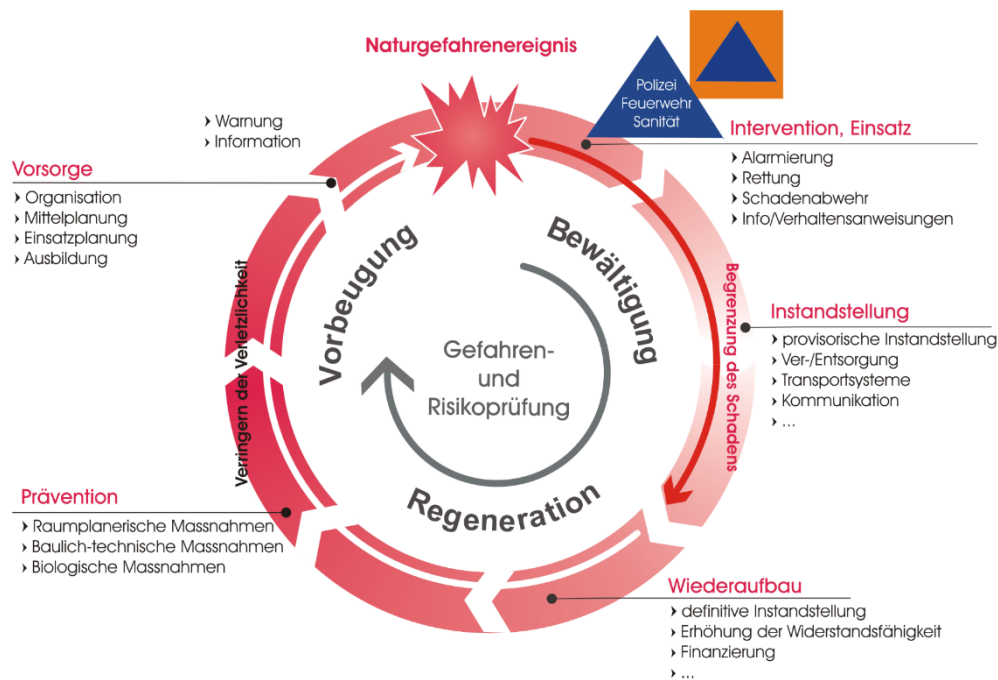 Naturgefahrenereignis
Polizei
Feuerwehr
Sanität
› Warnung
› Information
Vorsorge
› Organisation
› Mittelplanung
› Einsatzplanung
› Ausbildung
Intervention, Einsatz
› Alarmierung
› Rettung
› Schadenabwehr
› Info/Verhaltensanweisungen
Vorbeugung
Bewältigung
Verringern der Verletzlichkeit
Begrenzung des Schadens
Gefahren-
und
Risikoprüfung
Instandstellung
› provisorische Instandstellung
› Ver-/Entsorgung
› Transportsysteme
› Kommunikation
› ...
Regeneration
Prävention
› Raumplanerische Massnahmen
› Baulich-technische Massnahmen
› Biologische Massnahmen
Wiederaufbau
› definitive Instandstellung
› Erhöhung der Widerstandsfähigkeit
› Finanzierung
› ...